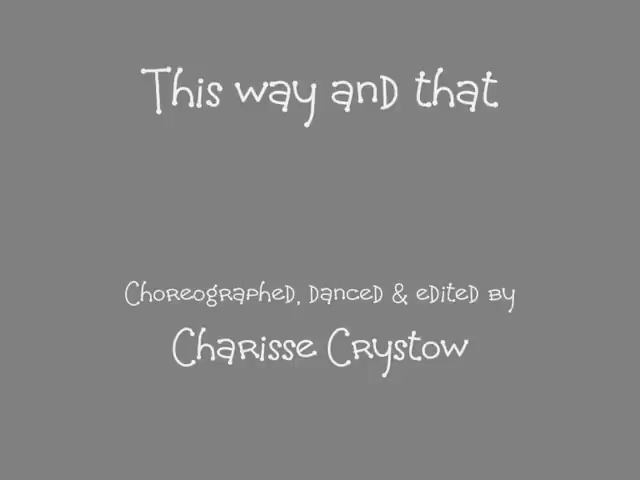 This way and that
Choreographed, danced & edited by
Charisse Crystow